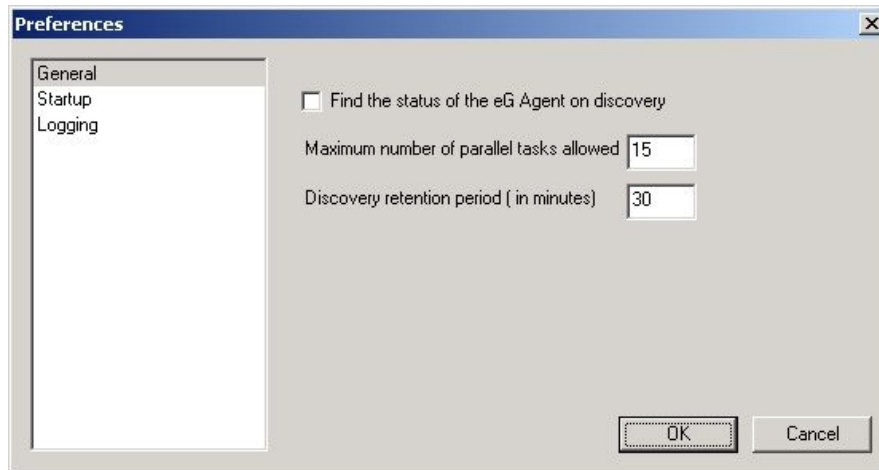 Preferences
General
Startup
Logging
Find the status of the eG Agent on discovery
Maximum number of parallel tasks allowed 15
Discovery retention period ( in minutes) 30
OK Cancel